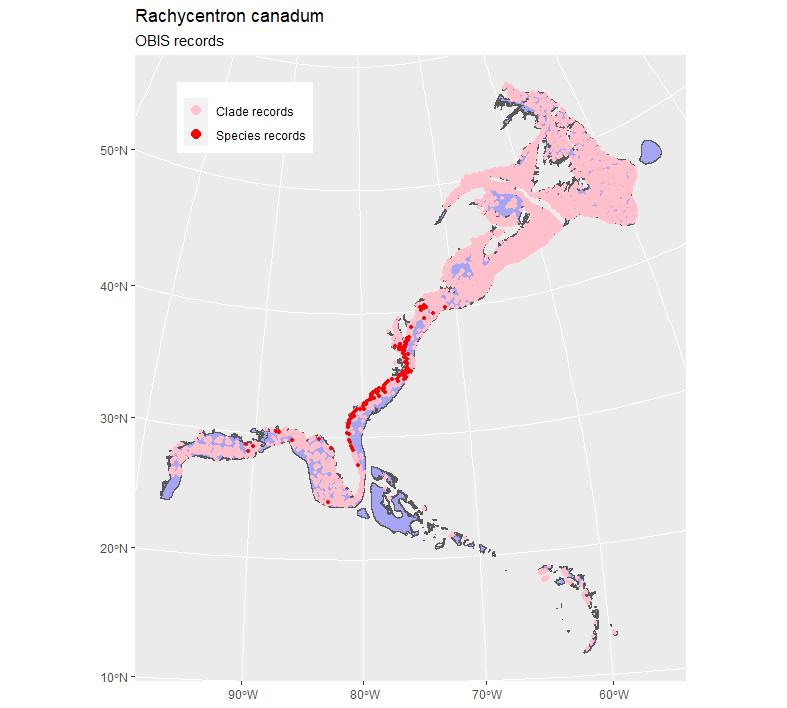 Rachycentron canadum
OBIS records
Clade records
Species records
50°N
40°N
30°N
20°N
10°N
90°W
80°W
70°W
60°W